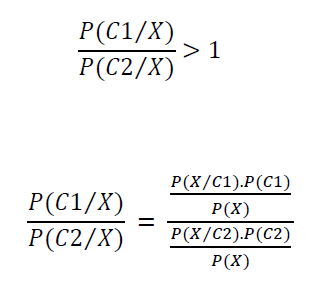 P(C1/X)
P(C2/X) > 1
P(C1/X)
P(C2/X) =
P(X/C1).P(C1)
P(X)
P(X/C2).P(C2)
P(X)